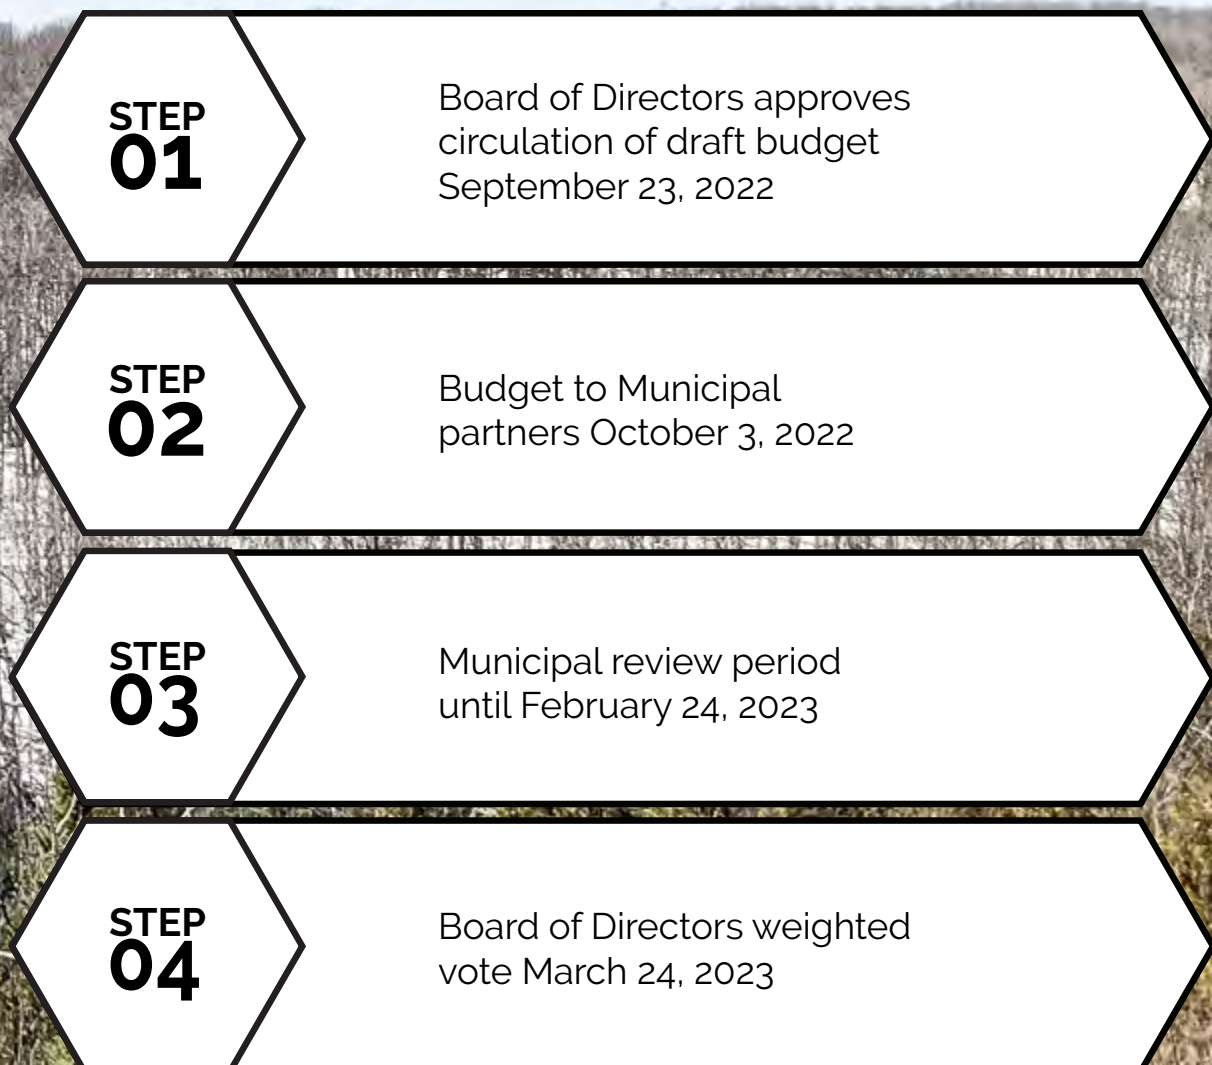 STEP
01
Board of Directors approves
circulation of draft budget
September 23, 2022
STEP
02
Budget to Municipal
partners October 3, 2022
STEP
03
Municipal review period
until February 24, 2023
STEP
04
Board of Directors weighted
vote March 24, 2023